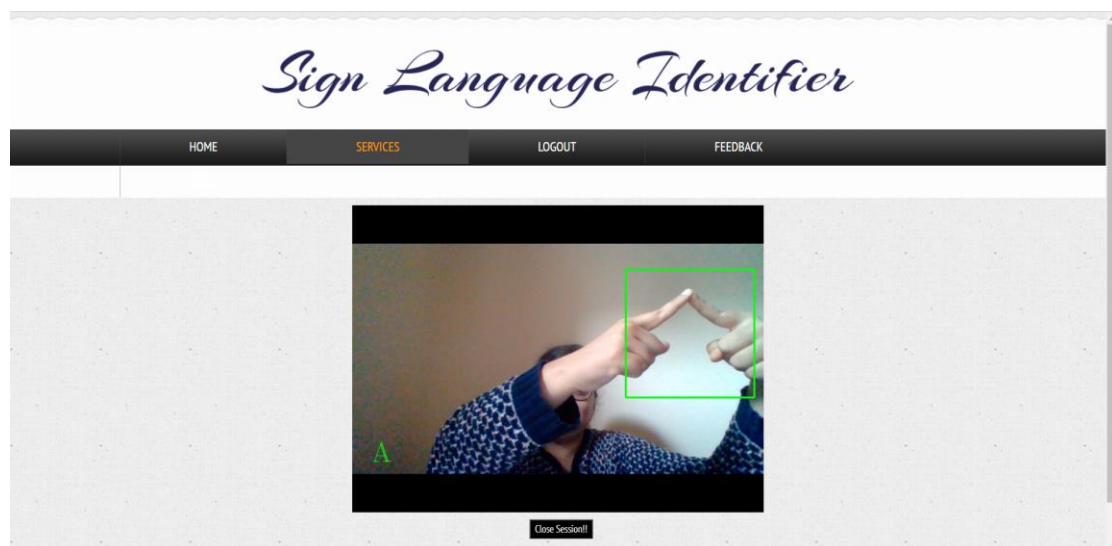 Sign Language Identifier
HOME SERVICES LOGOUT FEEDBACK
A
Close Session!!